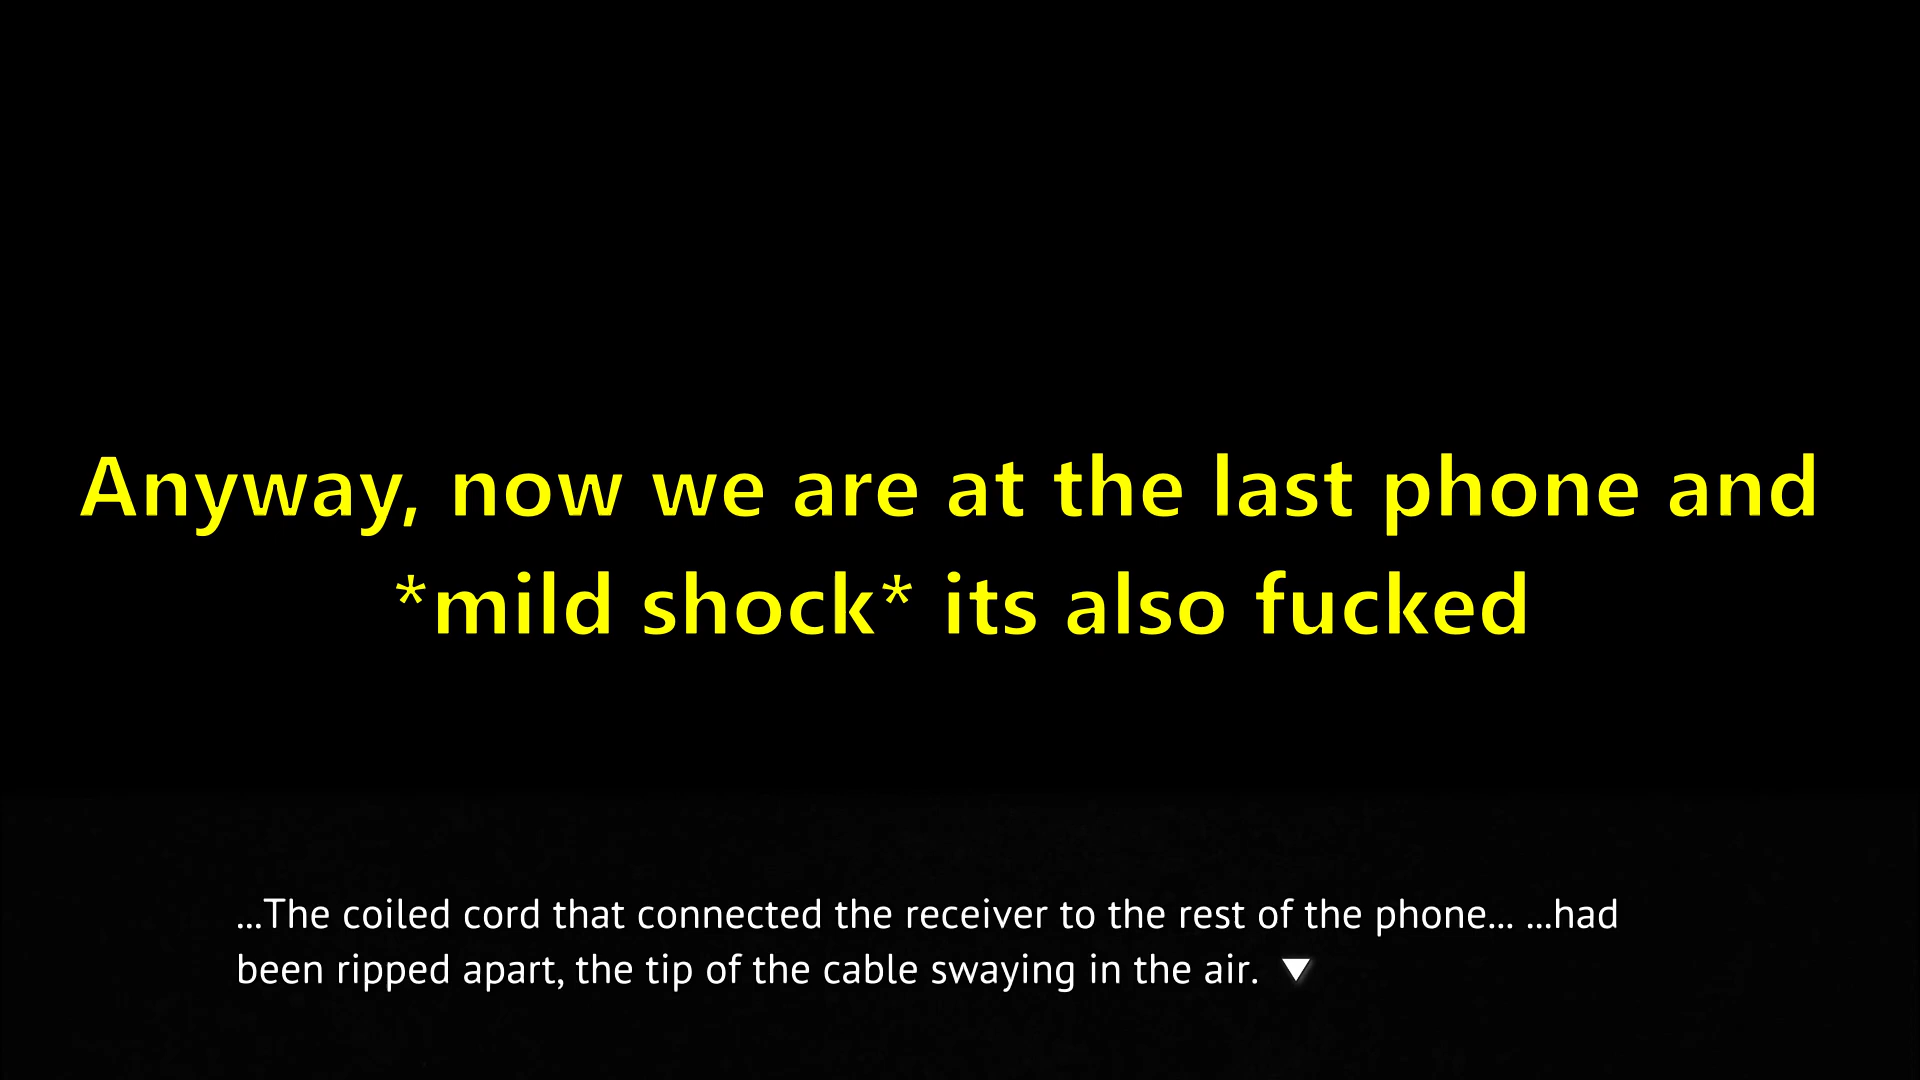 Anyway, now we are at the last phone and
*mild shock* its also fucked
...The coiled cord that connected the receiver to the rest of the phone... ...had
been ripped apart, the tip of the cable swaying in the air.